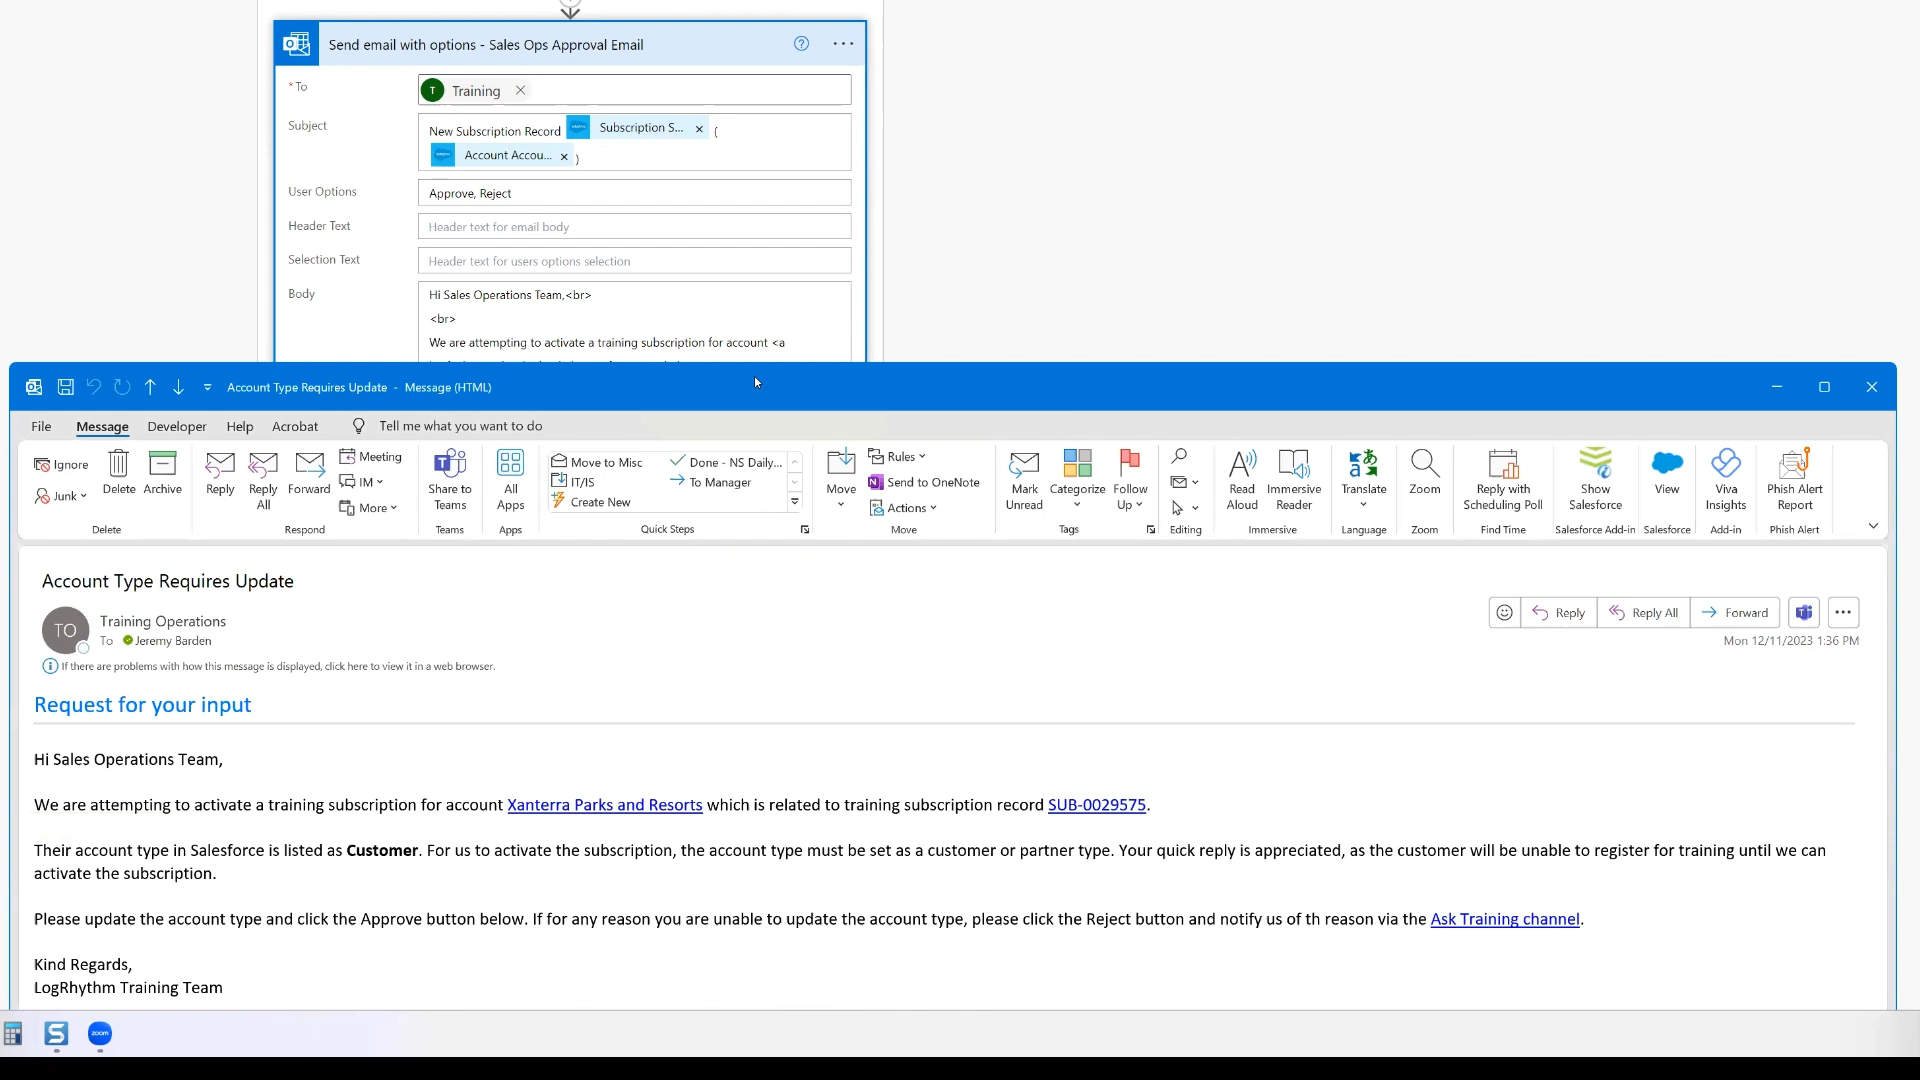 Send email with options - Sales Ops Approval Email
* To
T Training
Subject
New Subscription Record Subscription S... (
Account Accou... )
User Options
Approve, Reject
Header Text
Header text for email body
Selection Text
Header text for users options selection
Body
Hi Sales Operations Team,<br>
<br>
We are attempting to activate a training subscription for account <a
Account Type Requires Update - Message (HTML)
File Message Developer Help Acrobat Tell me what you want to do
Ignore
Junk
Delete
Archive
Delete
Reply
Reply All
Forward
Meeting
IM
More
Respond
Share to Teams
Teams
All Apps
Apps
Move to Misc
IT/IS
Create New
Done - NS Daily...
To Manager
Quick Steps
Move
Rules
Send to OneNote
Actions
Move
Mark Unread
Categorize
Follow Up
Tags
Editing
Read Aloud
Immersive Reader
Immersive
Translate
Language
Zoom
Zoom
Reply with Scheduling Poll
Find Time
Show Salesforce
Salesforce Add-in
View
Salesforce
Viva Insights
Add-in
Phish Alert Report
Phish Alert
Account Type Requires Update
TO
Training Operations
To Jeremy Barden
Reply Reply All Forward
Mon 12/11/2023 1:36 PM
If there are problems with how this message is displayed, click here to view it in a web browser.
Request for your input
Hi Sales Operations Team,
We are attempting to activate a training subscription for account Xanterra Parks and Resorts which is related to training subscription record SUB-0029575.
Their account type in Salesforce is listed as Customer. For us to activate the subscription, the account type must be set as a customer or partner type. Your quick reply is appreciated, as the customer will be unable to register for training until we can
activate the subscription.
Please update the account type and click the Approve button below. If for any reason you are unable to update the account type, please click the Reject button and notify us of th reason via the Ask Training channel.
Kind Regards,
LogRhythm Training Team
S zoom